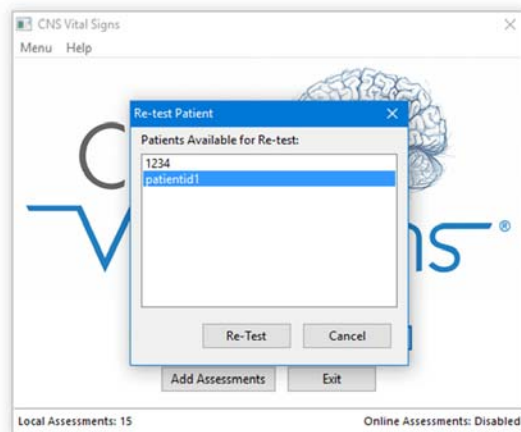 CNS Vital Signs
Menu Help
Re-test Patient
Patients Available for Re-test:
1234
patientid1
Re-Test Cancel
Add Assessments Exit
Local Assessments: 15 Online Assessments: Disabled